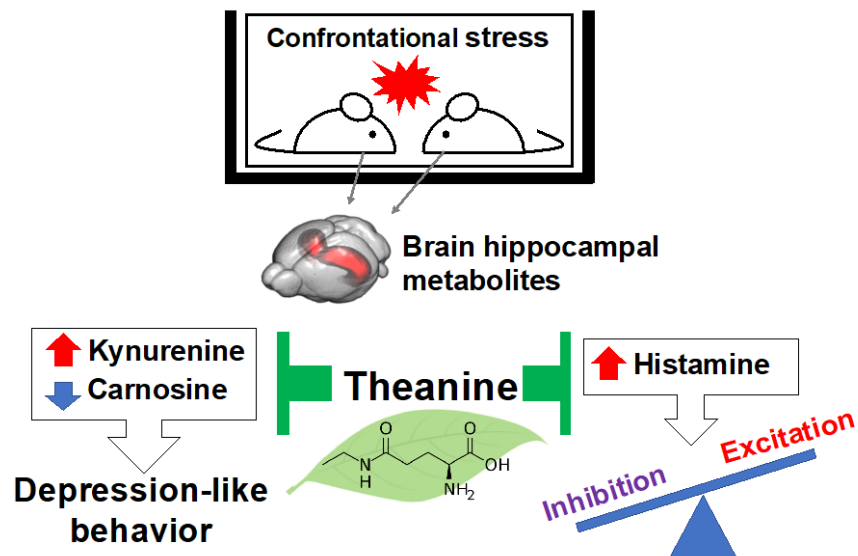 Confrontational stress
Brain hippocampal
metabolites
Kynurenine
Carnosine
Theanine
Histamine
O
O
N
H
OH
NH2
Depression-like
behavior
Inhibition
Excitation